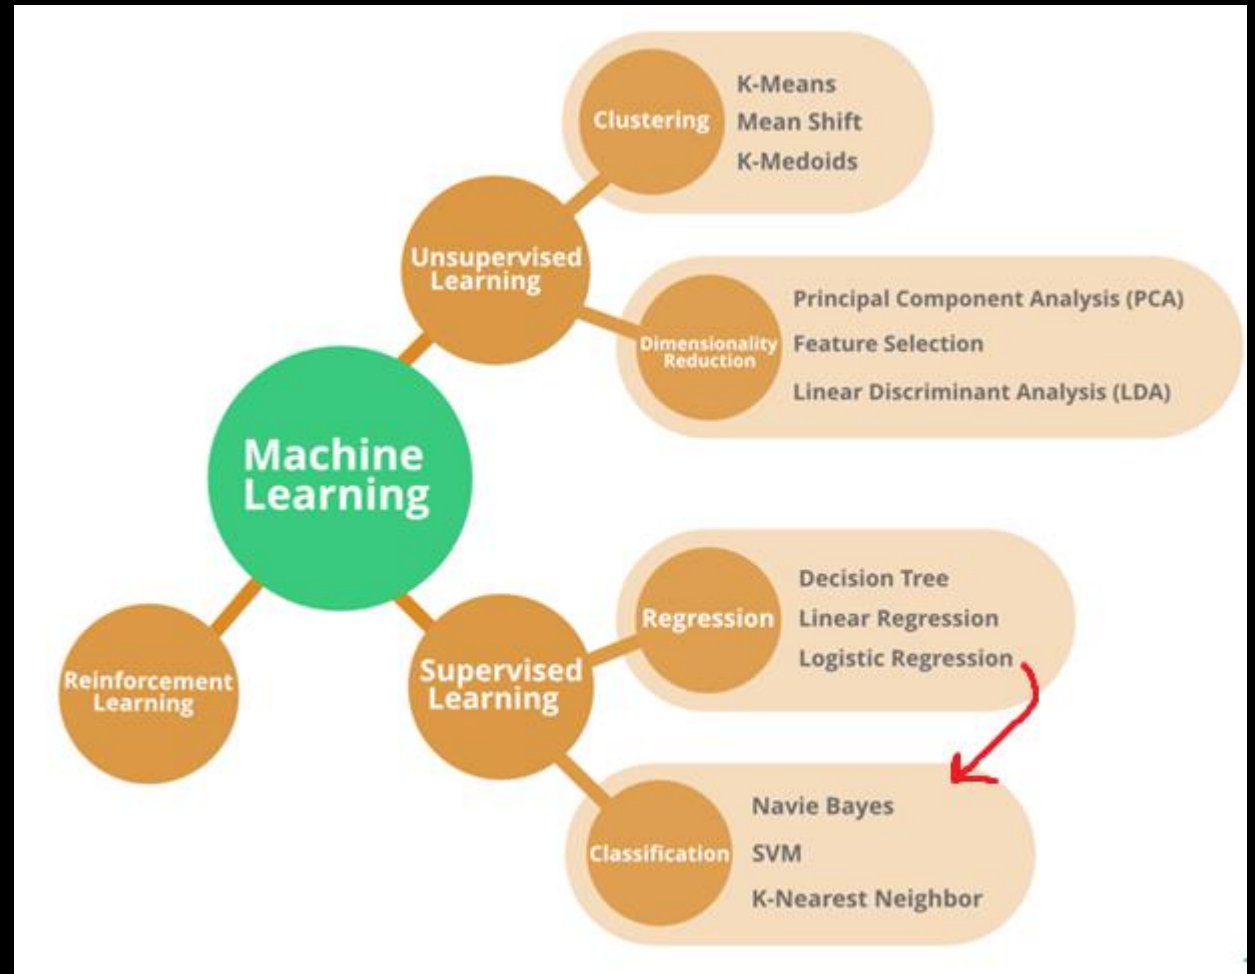 Clustering
K-Means
Mean Shift
K-Medoids
Unsupervised
Learning
Dimensionality
Reduction
Principal Component Analysis (PCA)
Feature Selection
Linear Discriminant Analysis (LDA)
Machine
Learning
Reinforcement
Learning
Supervised
Learning
Regression
Decision Tree
Linear Regression
Logistic Regression
Classification
Navie Bayes
SVM
K-Nearest Neighbor